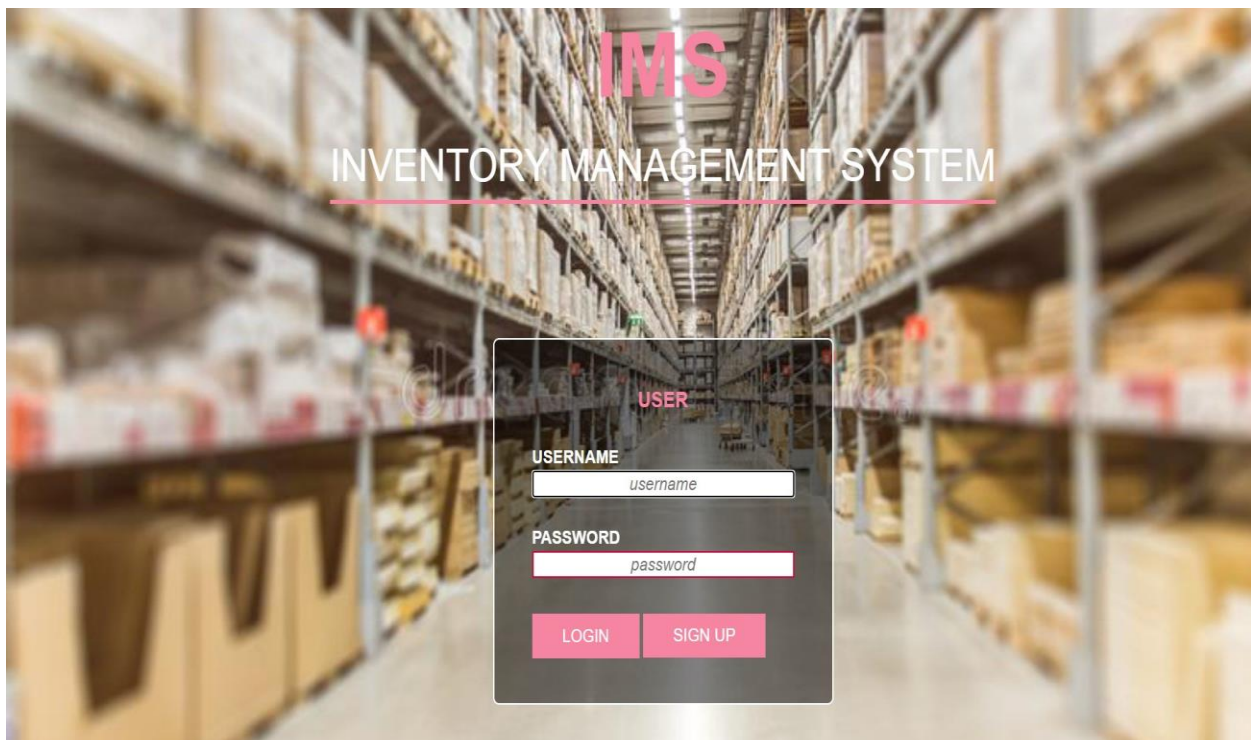 IMS
INVENTORY MANAGEMENT SYSTEM
USER
USERNAME
username
PASSWORD
password
LOGIN SIGN UP